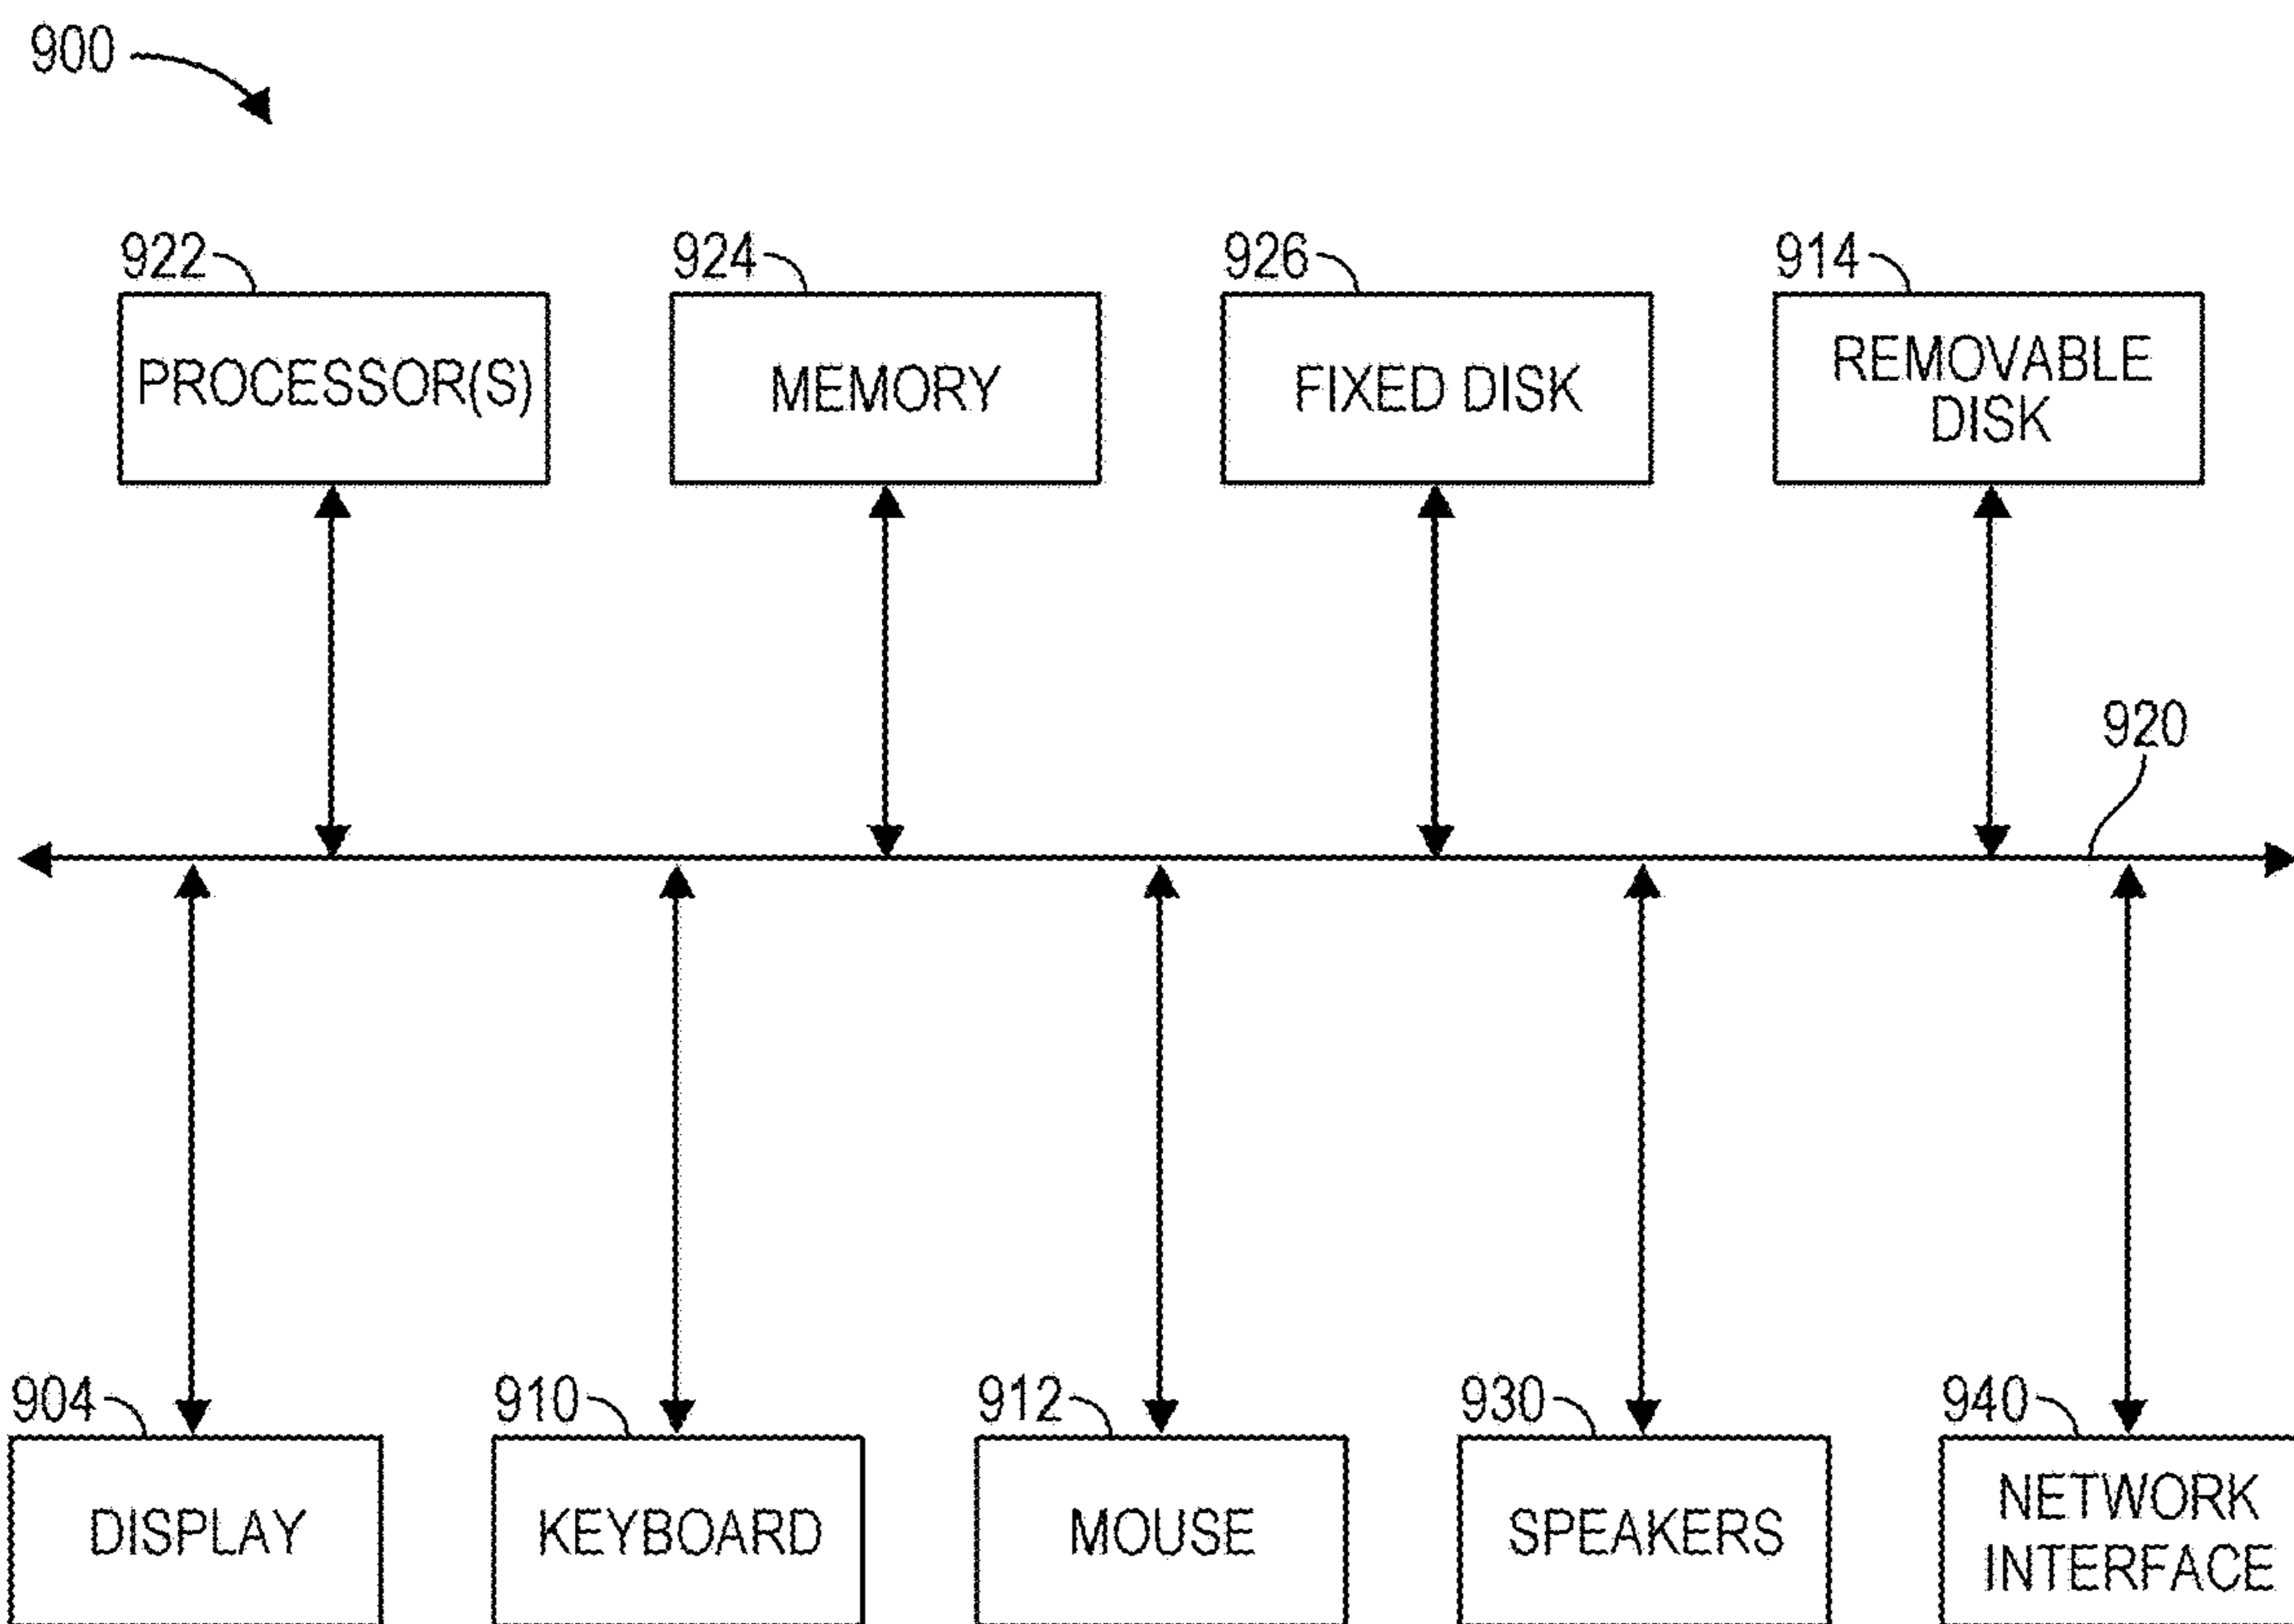 900
922
PROCESSOR(S)
924
MEMORY
926
FIXED DISK
914
REMOVABLE
DISK
920
904
DISPLAY
910
KEYBOARD
912
MOUSE
930
SPEAKERS
940
NETWORK
INTERFACE